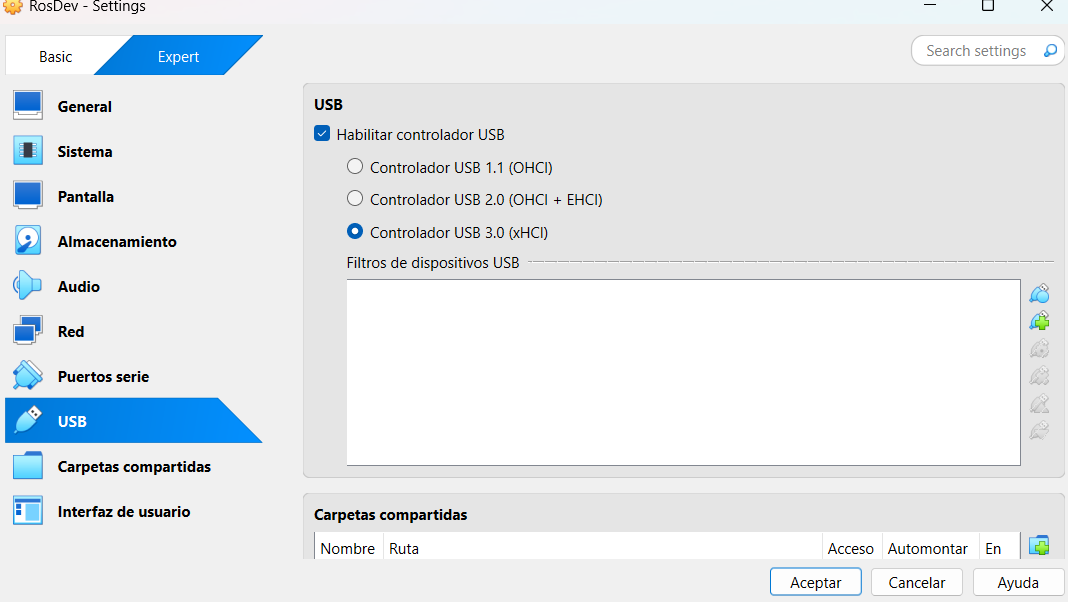 RosDev - Settings
Basic
Expert
Search settings
General
Sistema
Pantalla
Almacenamiento
Audio
Red
Puertos serie
USB
Carpetas compartidas
Interfaz de usuario
USB
Habilitar controlador USB
Controlador USB 1.1 (OHCI)
Controlador USB 2.0 (OHCI + EHCI)
Controlador USB 3.0 (xHCI)
Filtros de dispositivos USB
Carpetas compartidas
Nombre Ruta Acceso Automontar En
Aceptar Cancelar Ayuda